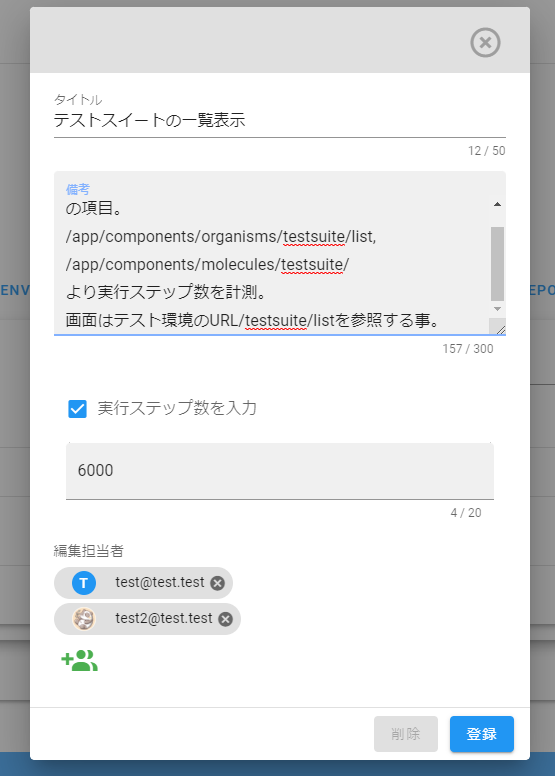 タイトル
テストスイートの一覧表示
12 / 50
備考
の項目。
/app/components/organisms/testsuite/list,
/app/components/molecules/testsuite/
より実行ステップ数を計測。
画面はテスト環境のURL/testsuite/listを参照する事。
157 / 300
ENV
EPO
実行ステップ数を入力
6000
4 / 20
編集担当者
T test@test.test
test2@test.test
削除
登録